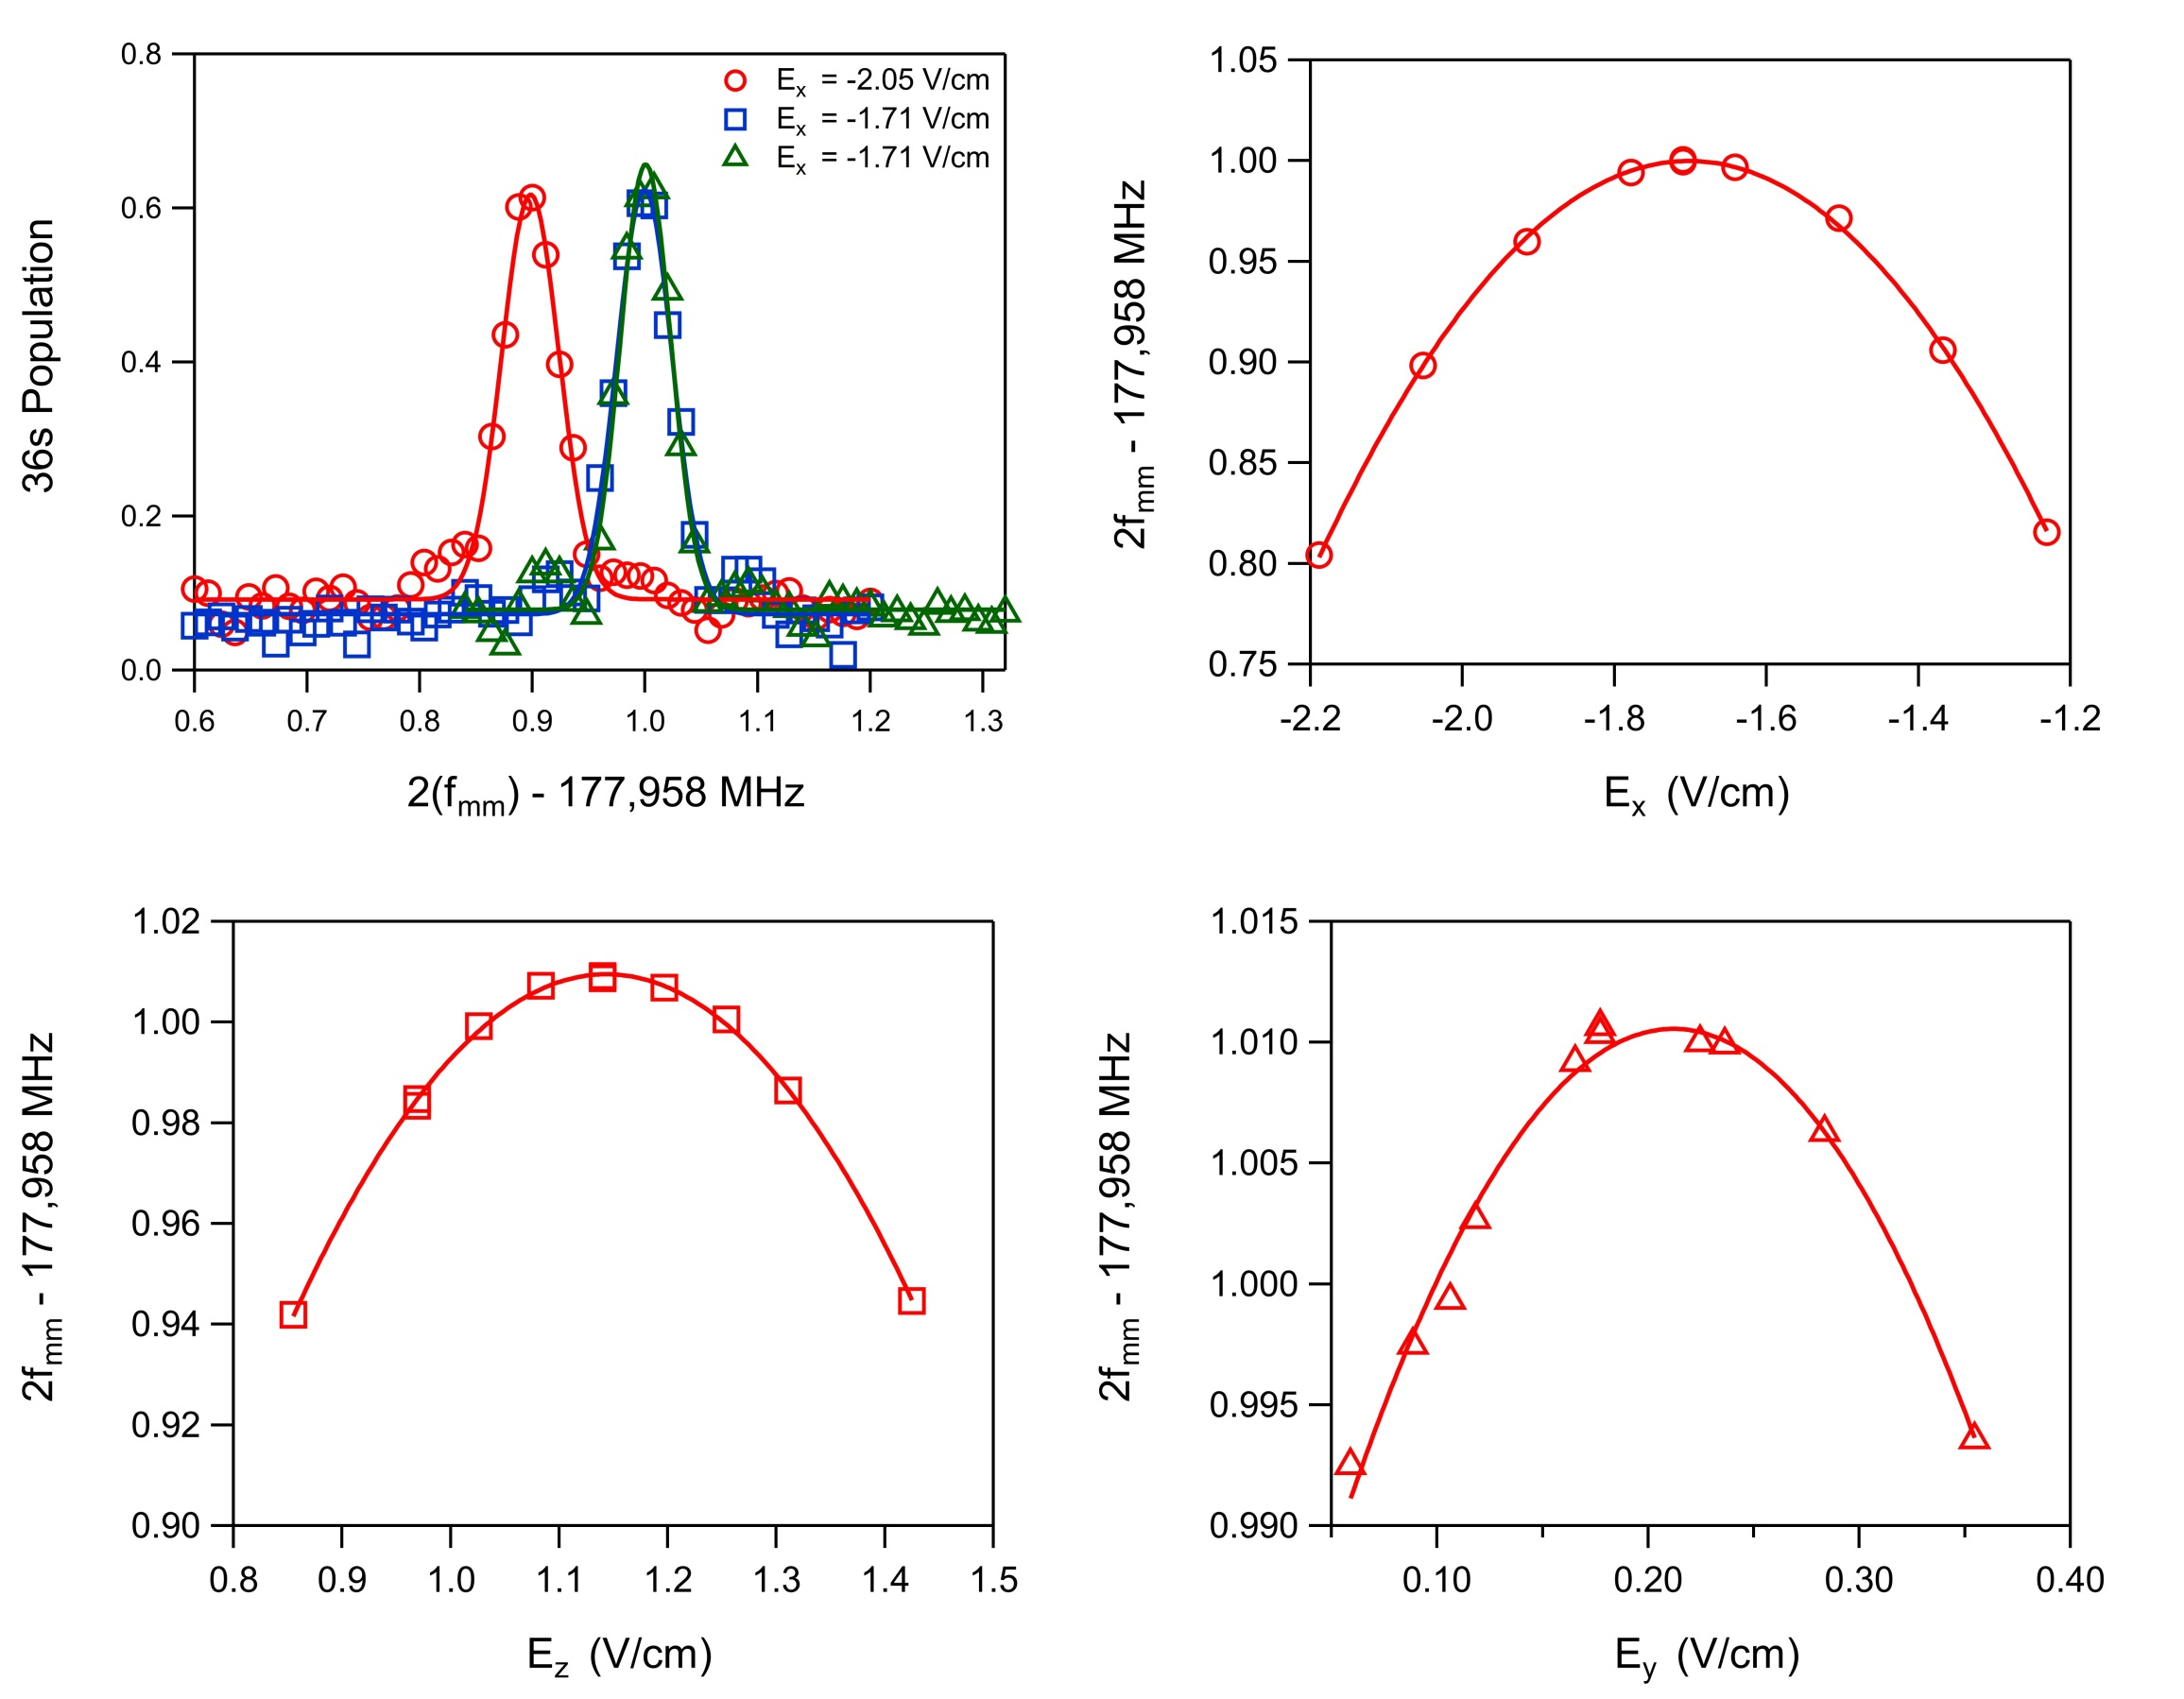 0.8
0.6
0.4
0.2
0.0
36s Population
Ex = -2.05 V/cm
Ex = -1.71 V/cm
Ex = -1.71 V/cm
0.6 0.7 0.8 0.9 1.0 1.1 1.2 1.3
2(fmm) - 177,958 MHz
1.05
1.00
0.95
0.90
0.85
0.80
0.75
2fmm - 177,958 MHz
-2.2 -2.0 -1.8 -1.6 -1.4 -1.2
Ex (V/cm)
1.02
1.00
0.98
0.96
0.94
0.92
0.90
2fmm - 177,958 MHz
0.8 0.9 1.0 1.1 1.2 1.3 1.4 1.5
Ez (V/cm)
1.015
1.010
1.005
1.000
0.995
0.990
2fmm - 177,958 MHz
0.10 0.20 0.30 0.40
Ey (V/cm)